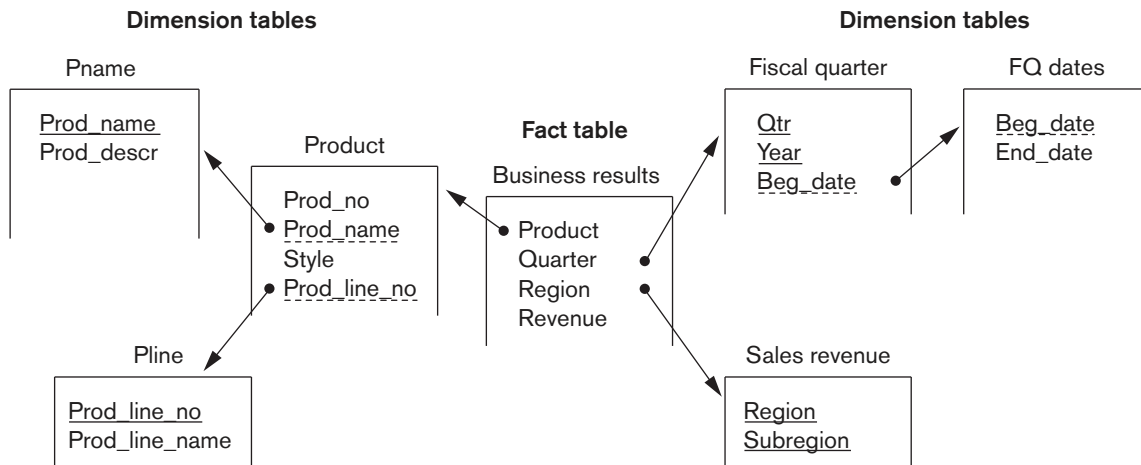 Dimension tables
Dimension tables
Pname
Prod_name
Prod_descr
Product
Prod_no
Prod_name
Style
Prod_line_no
Pline
Prod_line_no
Prod_line_name
Fact table
Business results
Product
Quarter
Region
Revenue
Fiscal quarter
Qtr
Year
Beg_date
FQ dates
Beg_date
End_date
Sales revenue
Region
Subregion